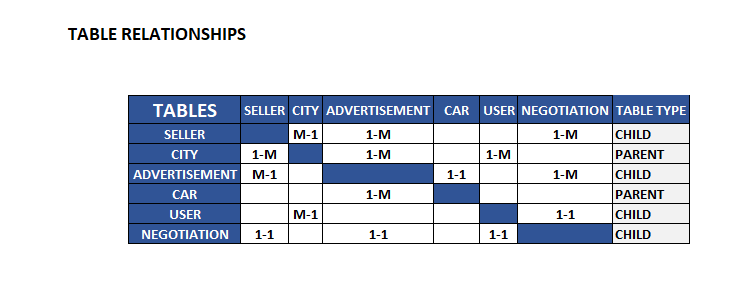 TABLE RELATIONSHIPS
TABLES SELLER CITY ADVERTISEMENT CAR USER NEGOTIATION TABLE TYPE
SELLER M-1 1-M 1-M CHILD
CITY 1-M 1-M 1-M PARENT
ADVERTISEMENT M-1 1-1 1-M CHILD
CAR 1-M PARENT
USER M-1 1-1 CHILD
NEGOTIATION 1-1 1-1 1-1 CHILD